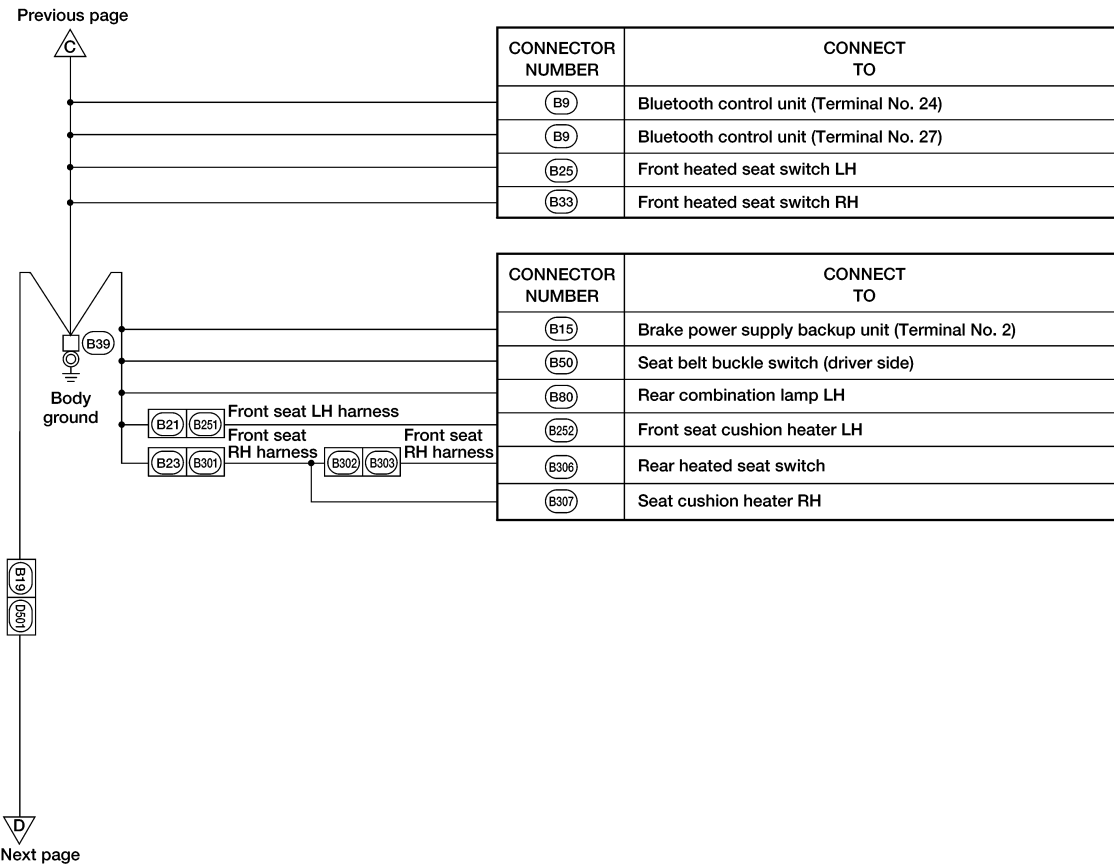 Previous page
C
CONNECTOR NUMBER
CONNECT TO
B9
Bluetooth control unit (Terminal No. 24)
B9
Bluetooth control unit (Terminal No. 27)
B25
Front heated seat switch LH
B33
Front heated seat switch RH
CONNECTOR NUMBER
CONNECT TO
B15
Brake power supply backup unit (Terminal No. 2)
B50
Seat belt buckle switch (driver side)
B80
Rear combination lamp LH
B252
Front seat cushion heater LH
B306
Rear heated seat switch
B307
Seat cushion heater RH
B39
Body
ground
B21
B251
Front seat LH harness
B23
B301
Front seat
RH harness
B302
B303
Front seat
RH harness
B19
D501
D
Next page